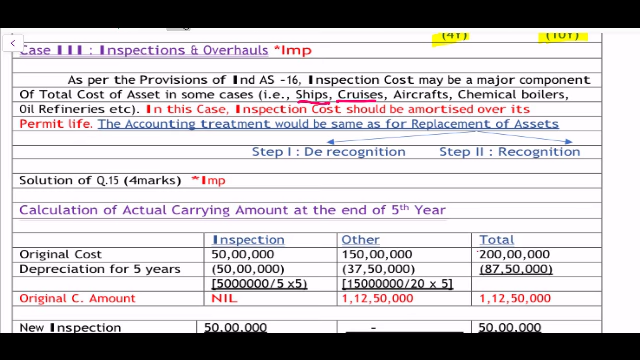 (4Y) (10Y)
Case III : Inspections & Overhauls *Imp
As per the Provisions of Ind AS -16, Inspection Cost may be a major component
Of Total Cost of Asset in some cases (i.e., Ships, Cruises, Aircrafts, Chemical boilers,
Oil Refineries etc). In this Case, Inspection Cost should be amortised over its
Permit life. The Accounting treatment would be same as for Replacement of Assets
Step I : De recognition Step II : Recognition
Solution of Q.15 (4marks) *Imp
Calculation of Actual Carrying Amount at the end of 5th Year
Inspection Other Total
Original Cost 50,00,000 150,00,000 200,00,000
Depreciation for 5 years (50,00,000) (37,50,000) (87,50,000)
[5000000/5 x5) [15000000/20 x 5]
Original C. Amount NIL 1,12,50,000 1,12,50,000
New Inspection 50,00,000 - 50,00,000